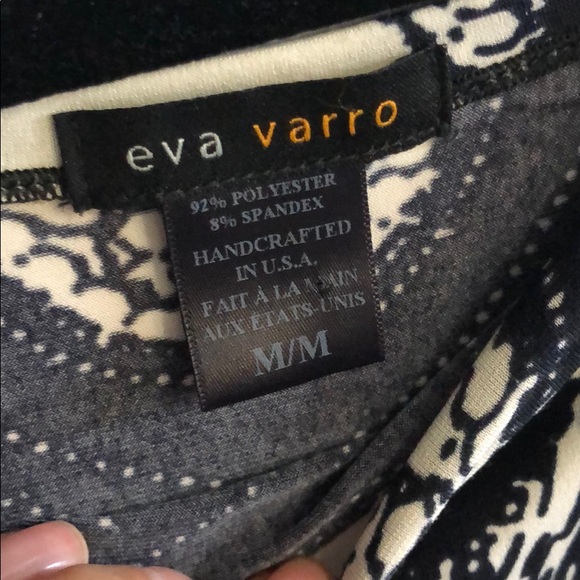 eva varro
92% POLYESTER
8% SPANDEX
HANDCRAFTED
IN U.S.A.
FAIT À LA MAIN
AUX ÉTATS-UNIS
M/M